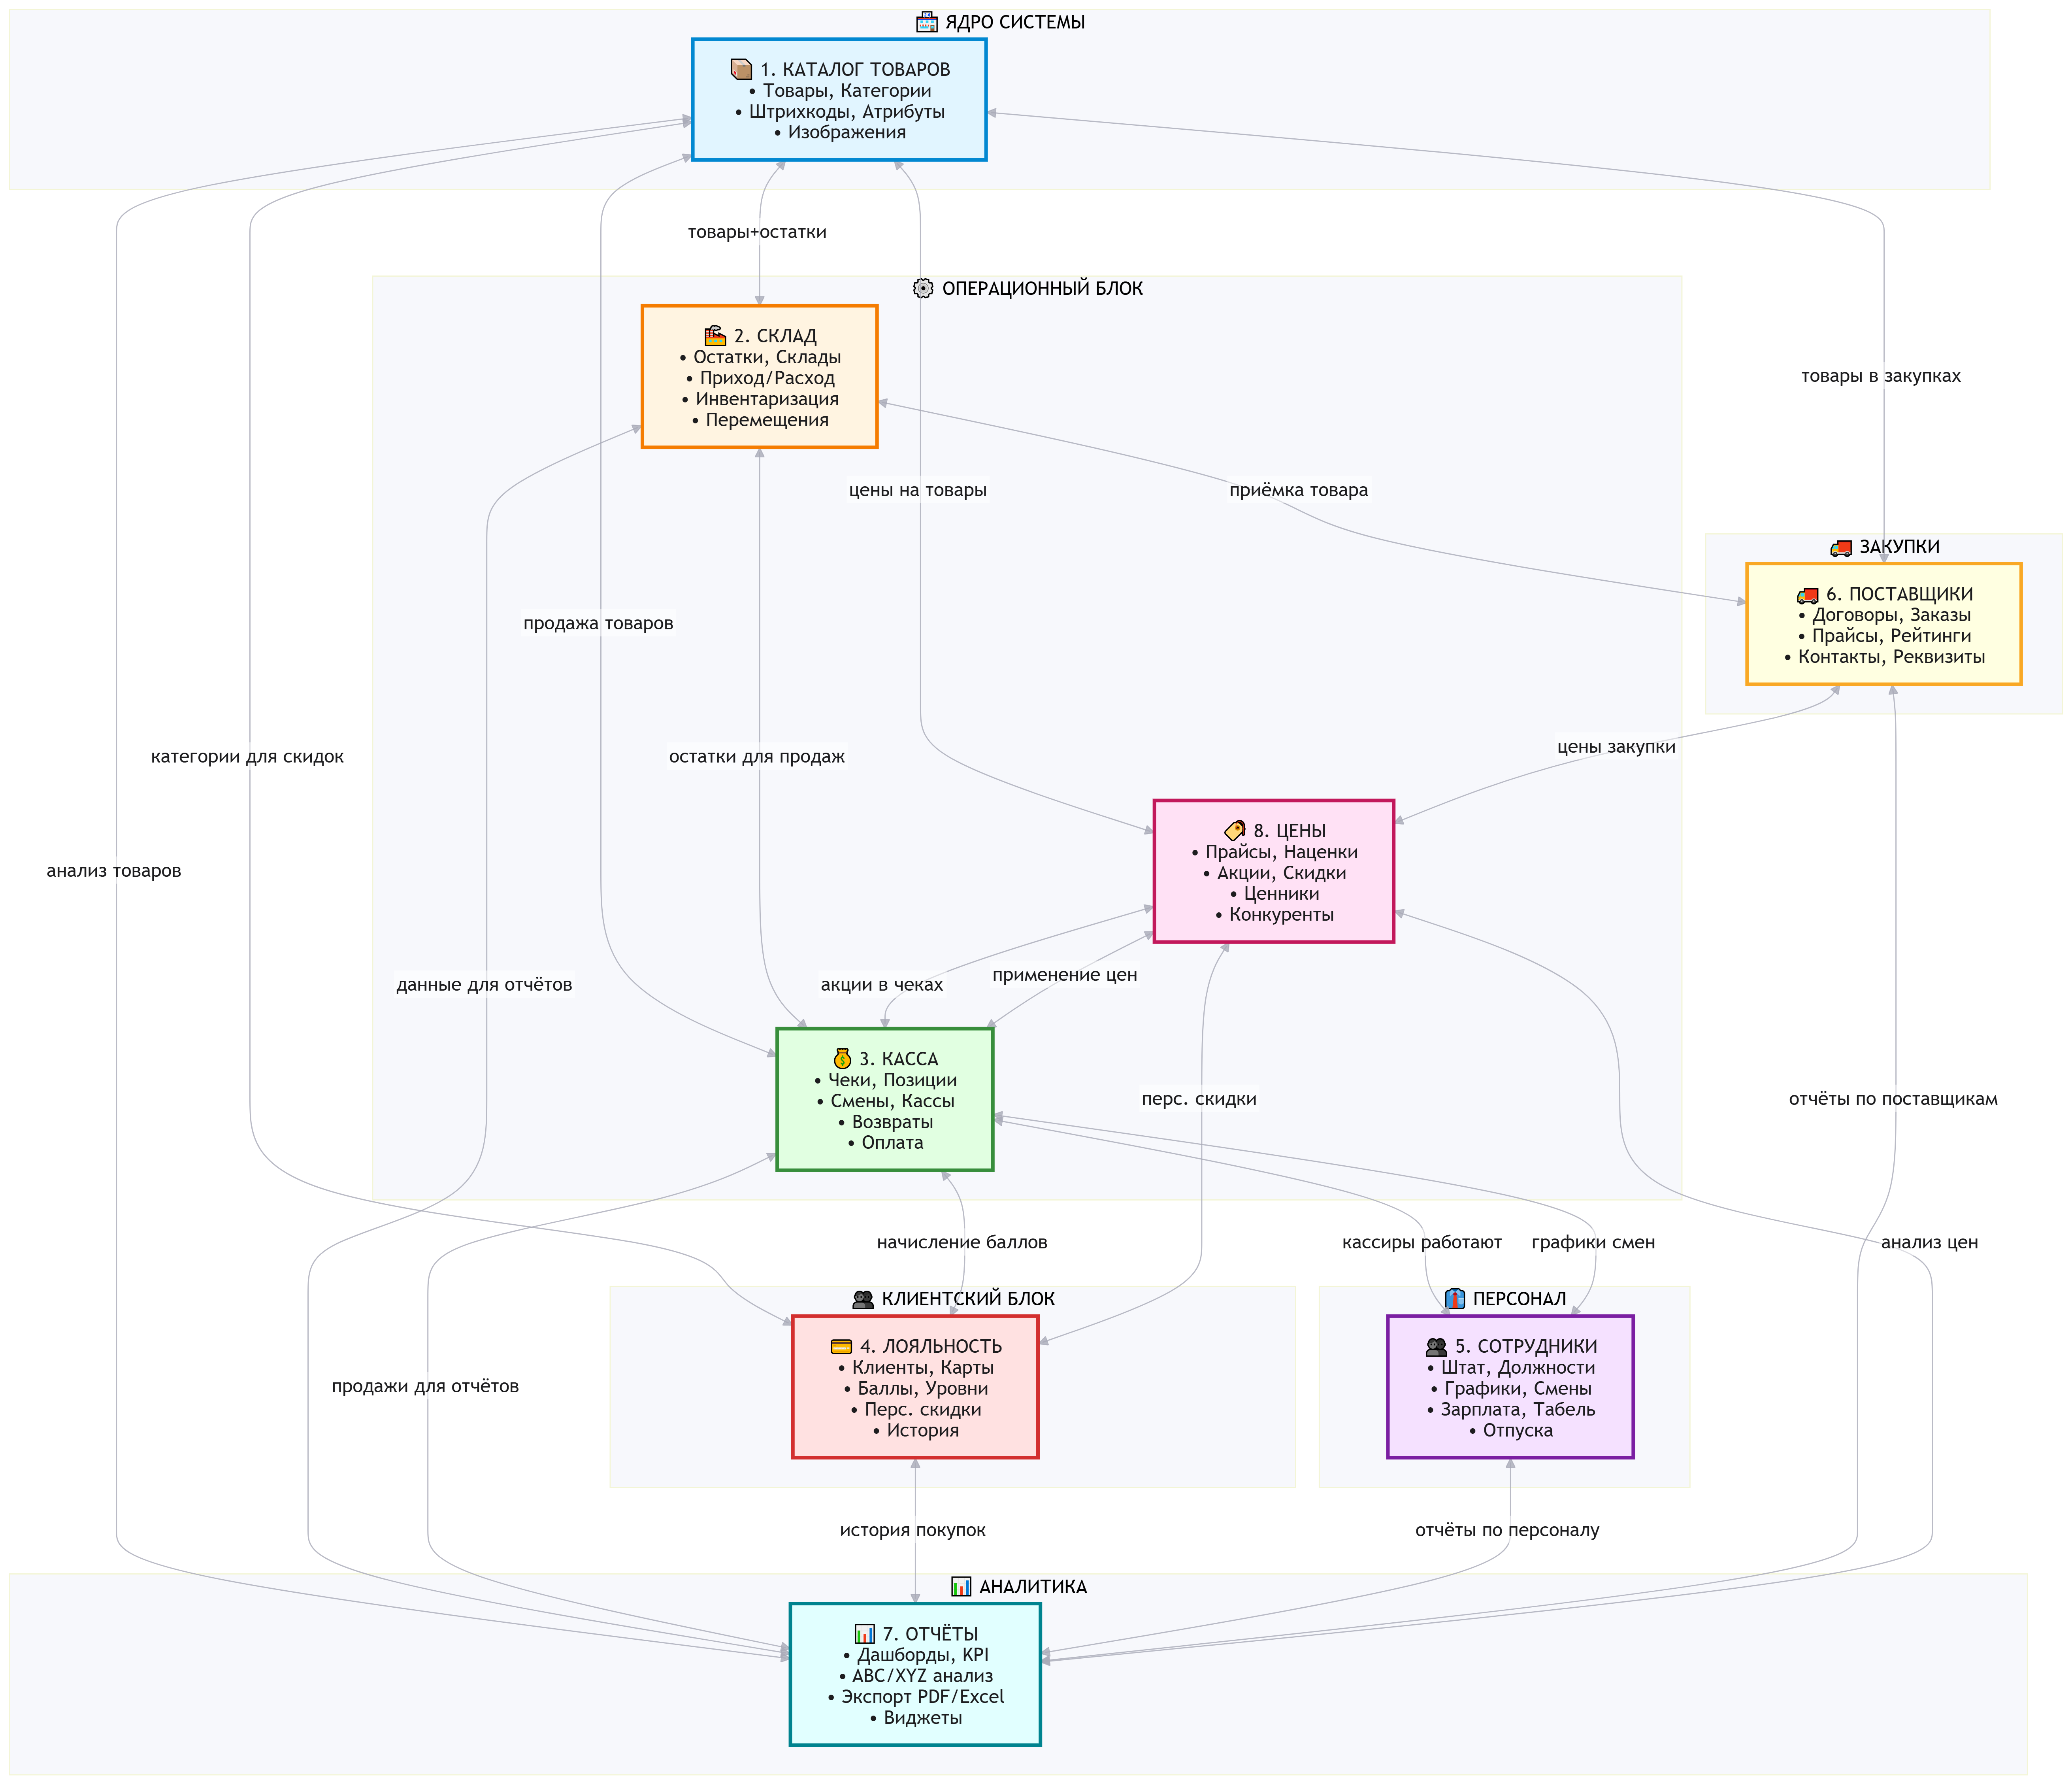 ЯДРО СИСТЕМЫ
1. КАТАЛОГ ТОВАРОВ
• Товары, Категории
• Штрихкоды, Атрибуты
• Изображения
товары+остатки
ОПЕРАЦИОННЫЙ БЛОК
2. СКЛАД
• Остатки, Склады
• Приход/Расход
• Инвентаризация
• Перемещения
товары в закупках
цены на товары
приёмка товара
ЗАКУПКИ
6. ПОСТАВЩИКИ
• Договоры, Заказы
• Прайсы, Рейтинги
• Контакты, Реквизиты
продажа товаров
категории для скидок
остатки для продаж
цены закупки
8. ЦЕНЫ
• Прайсы, Наценки
• Акции, Скидки
• Ценники
• Конкуренты
анализ товаров
данные для отчётов
акции в чеках
применение цен
3. КАССА
• Чеки, Позиции
• Смены, Кассы
• Возвраты
• Оплата
перс. скидки
отчёты по поставщикам
начисление баллов
кассиры работают
графики смен
анализ цен
КЛИЕНТСКИЙ БЛОК
4. ЛОЯЛЬНОСТЬ
• Клиенты, Карты
• Баллы, Уровни
• Перс. скидки
• История
ПЕРСОНАЛ
5. СОТРУДНИКИ
• Штат, Должности
• Графики, Смены
• Зарплата, Табель
• Отпуска
продажи для отчётов
история покупок
отчёты по персоналу
АНАЛИТИКА
7. ОТЧЁТЫ
• Дашборды, KPI
• ABC/XYZ анализ
• Экспорт PDF/Excel
• Виджеты